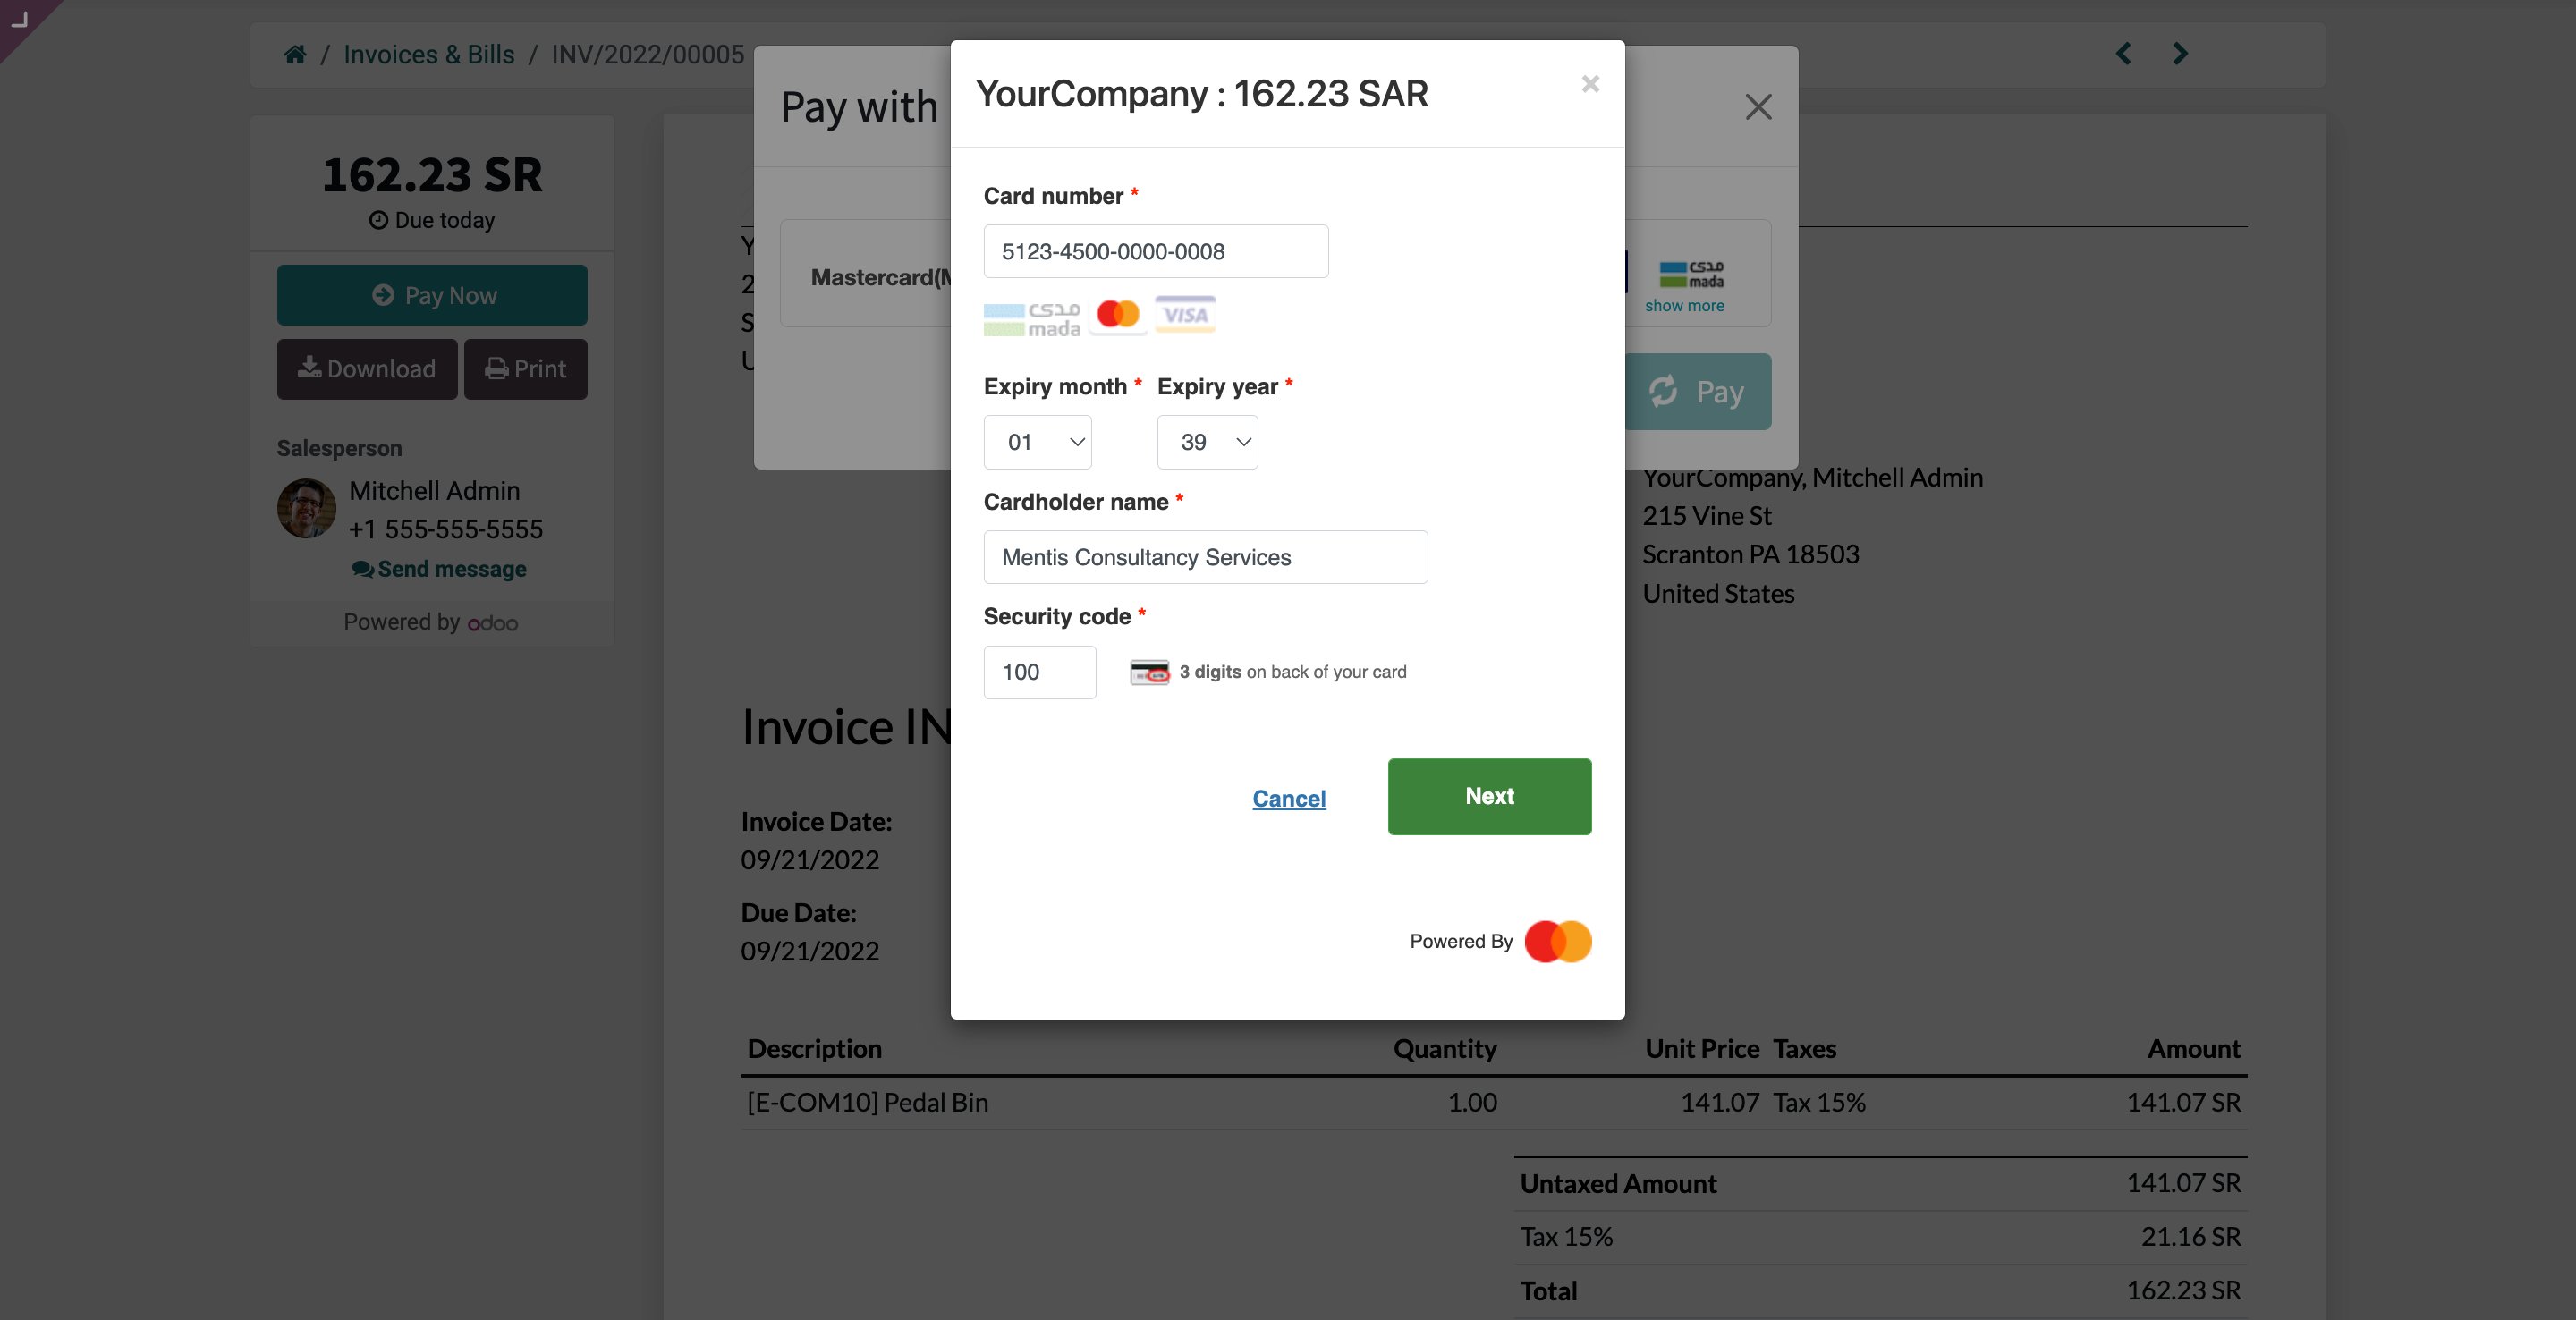 / Invoices & Bills / INV/2022/00005
162.23 SR
Due today
Pay Now
Download
Print
Salesperson
Mitchell Admin
+1 555-555-5555
Send message
Powered by odoo
Pay with
Mastercard(
مدى
mada
show more
Pay
YourCompany : 162.23 SAR
×
Card number *
5123-4500-0000-0008
مدى
mada
VISA
Expiry month * Expiry year *
01 39
Cardholder name *
Mentis Consultancy Services
Security code *
100
3 digits on back of your card
Cancel
Next
Powered By
YourCompany, Mitchell Admin
215 Vine St
Scranton PA 18503
United States
Invoice IN
Invoice Date:
09/21/2022
Due Date:
09/21/2022
Description Quantity Unit Price Taxes Amount
[E-COM10] Pedal Bin 1.00 141.07 Tax 15% 141.07 SR
Untaxed Amount 141.07 SR
Tax 15% 21.16 SR
Total 162.23 SR